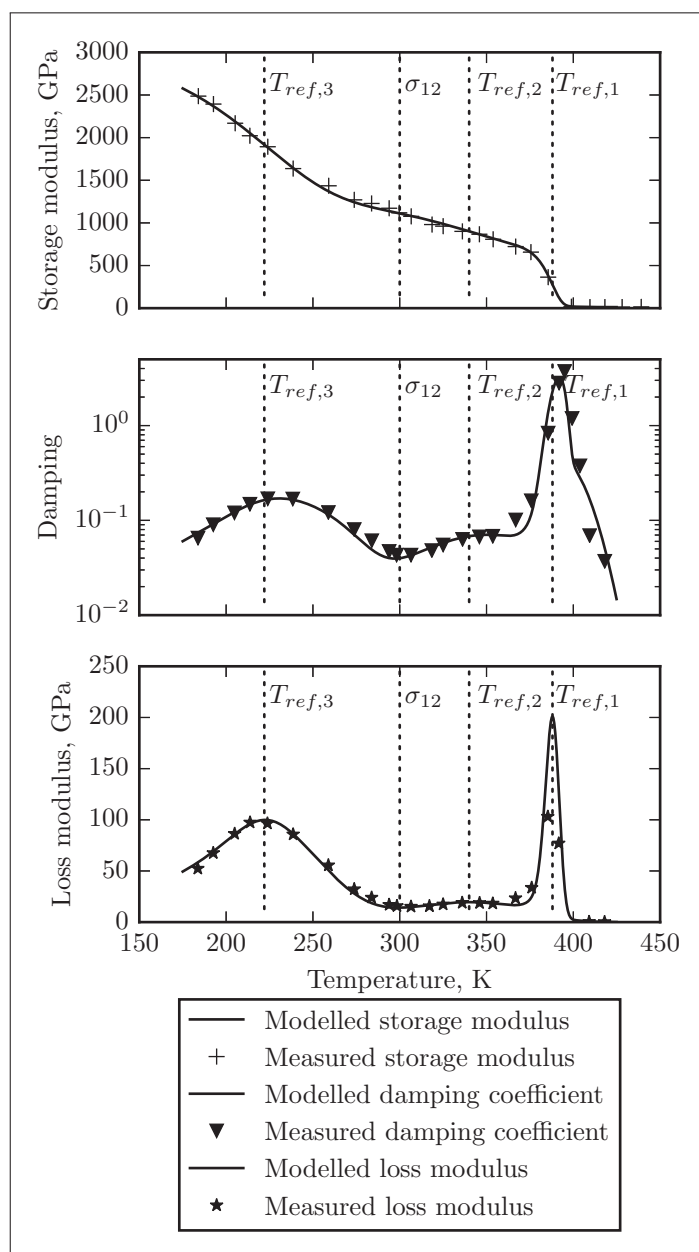 3000
2500
2000
1500
1000
500
0
Storage modulus, GPa
T_{ref,3}
σ_{12}
T_{ref,2}
T_{ref,1}
10^{0}
10^{-1}
10^{-2}
Damping
T_{ref,3}
σ_{12}
T_{ref,2}
T_{ref,1}
250
200
150
100
50
0
Loss modulus, GPa
T_{ref,3}
σ_{12}
T_{ref,2}
T_{ref,1}
150 200 250 300 350 400 450
Temperature, K
Modelled storage modulus
Measured storage modulus
Modelled damping coefficient
Measured damping coefficient
Modelled loss modulus
Measured loss modulus